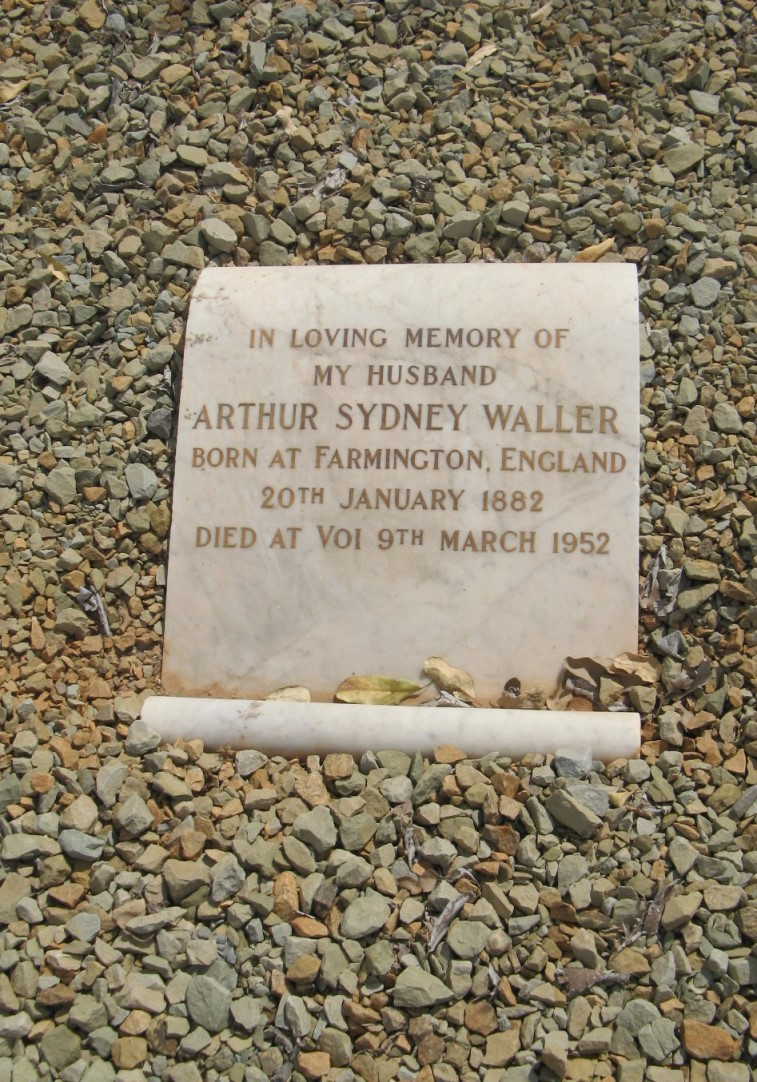 IN LOVING MEMORY OF
MY HUSBAND
ARTHUR SYDNEY WALLER
BORN AT FARMINGTON, ENGLAND
20TH JANUARY 1882
DIED AT VOI 9TH MARCH 1952